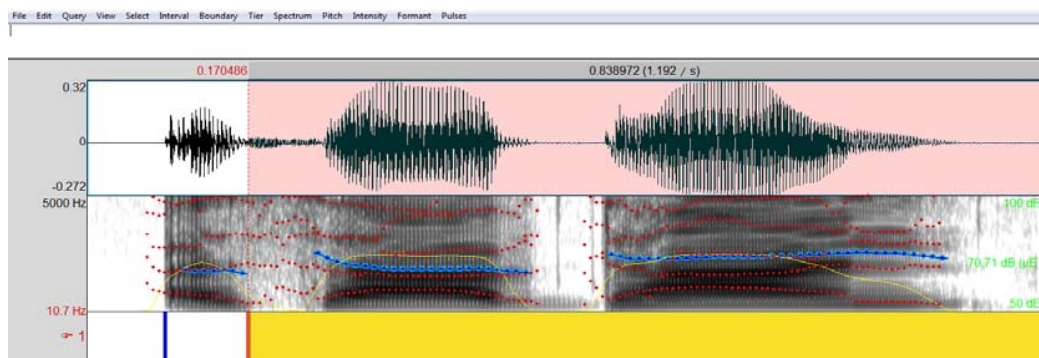 File Edit Query View Select Interval Boundary Tier Spectrum Pitch Intensity Formant Pulses
0.170486 0.838972 (1.192 / s)
0.32
0
-0.272
5000 Hz 100 dB
70.71 dB (µE)
10.7 Hz 50 dB
☞ 1